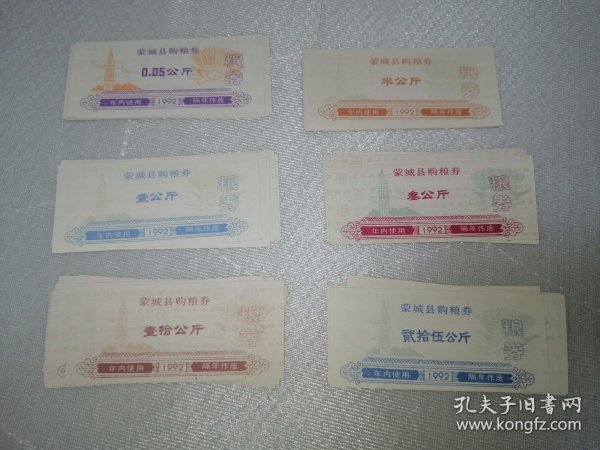 蒙城县购粮券
0.05公斤
粮券
年内使用 1992 隔年作废
蒙城县购粮券
半公斤
粮券
年内使用 1992 隔年作废
蒙城县购粮券
壹公斤
粮券
年内使用 1992 隔年作废
蒙城县购粮券
叁公斤
粮券
年内使用 1992 隔年作废
蒙城县购粮券
壹拾公斤
粮券
年内使用 1992 隔年作废
蒙城县购粮券
贰拾伍公斤
粮券
年内使用 1992 隔年作废
孔夫子旧书网
www.kongfz.com